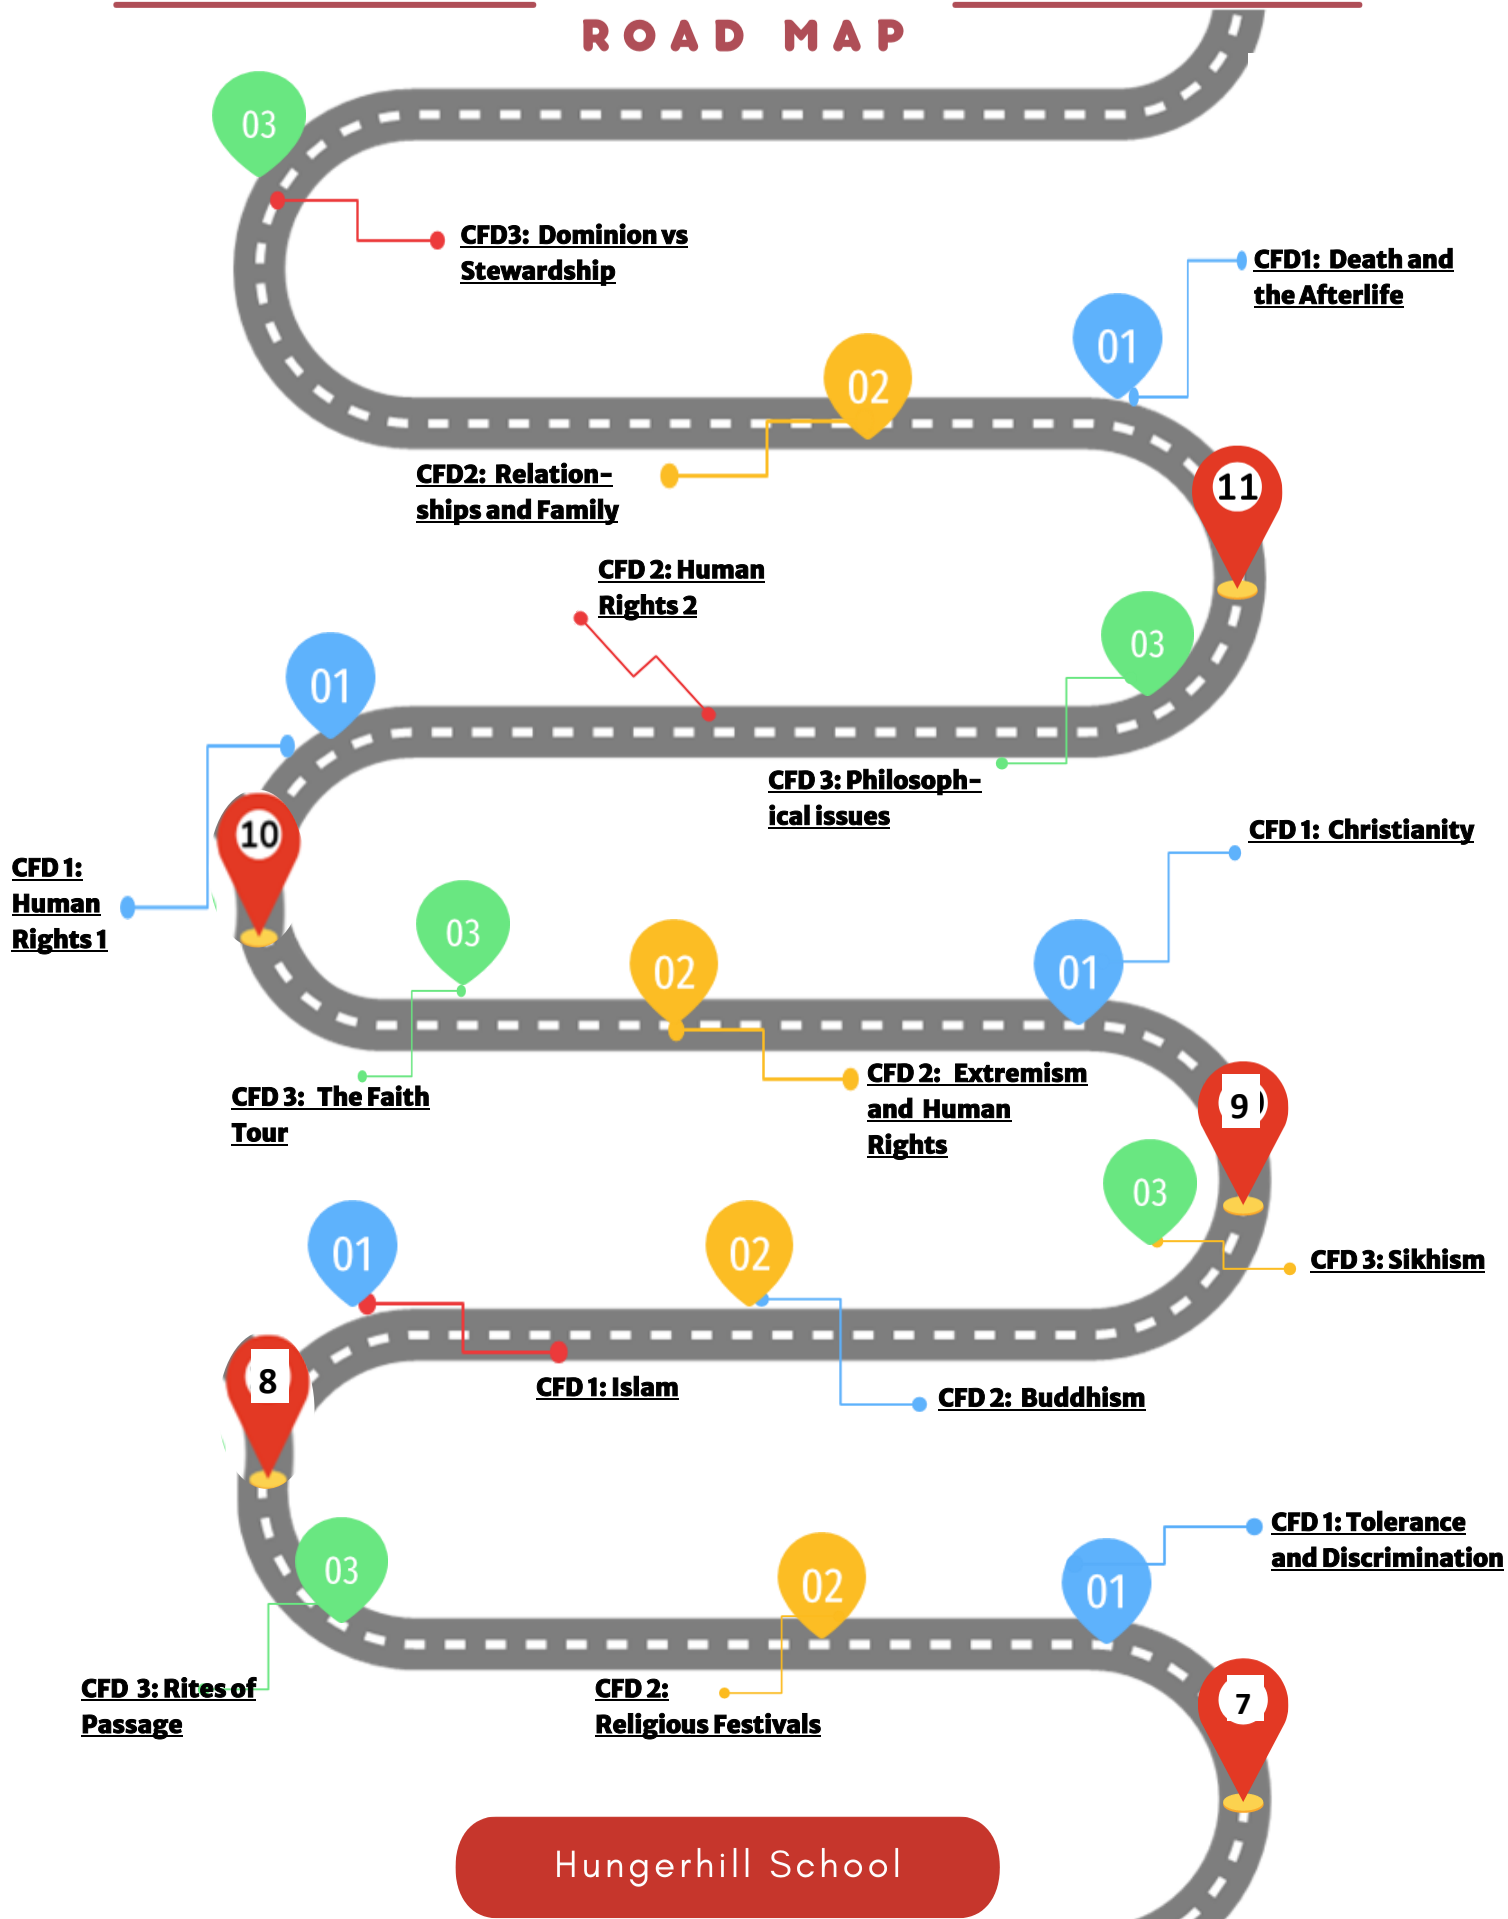 ROAD MAP
03
CFD3: Dominion vs
Stewardship
CFD1: Death and
the Afterlife
01
02
CFD2: Relation-
ships and Family
11
CFD 2: Human
Rights 2
03
01
CFD 3: Philosoph-
ical issues
10
CFD 1: Christianity
CFD 1:
Human
Rights 1
03
02
01
CFD 3: The Faith
Tour
CFD 2: Extremism
and Human
Rights
9
03
CFD 3: Sikhism
01
02
CFD 1: Islam
CFD 2: Buddhism
8
CFD 1: Tolerance
and Discrimination
03
02
01
CFD 3: Rites of
Passage
CFD 2:
Religious Festivals
7
Hungerhill School